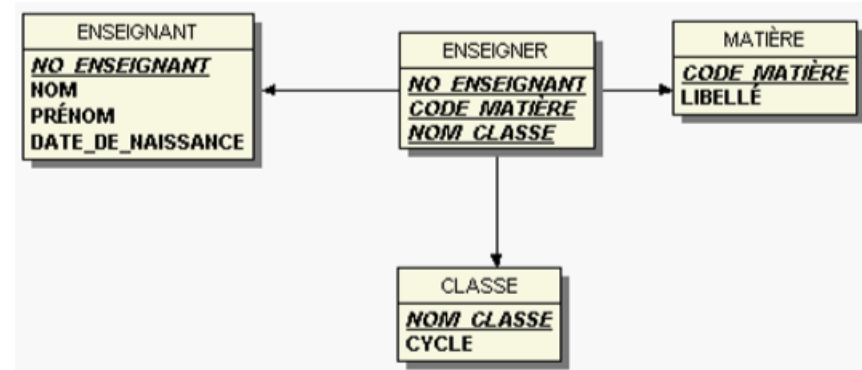 ENSEIGNANT
NO_ENSEIGNANT
NOM
PRÉNOM
DATE_DE_NAISSANCE
ENSEIGNER
NO_ENSEIGNANT
CODE_MATIÈRE
NOM_CLASSE
MATIÈRE
CODE_MATIÈRE
LIBELLÉ
CLASSE
NOM_CLASSE
CYCLE